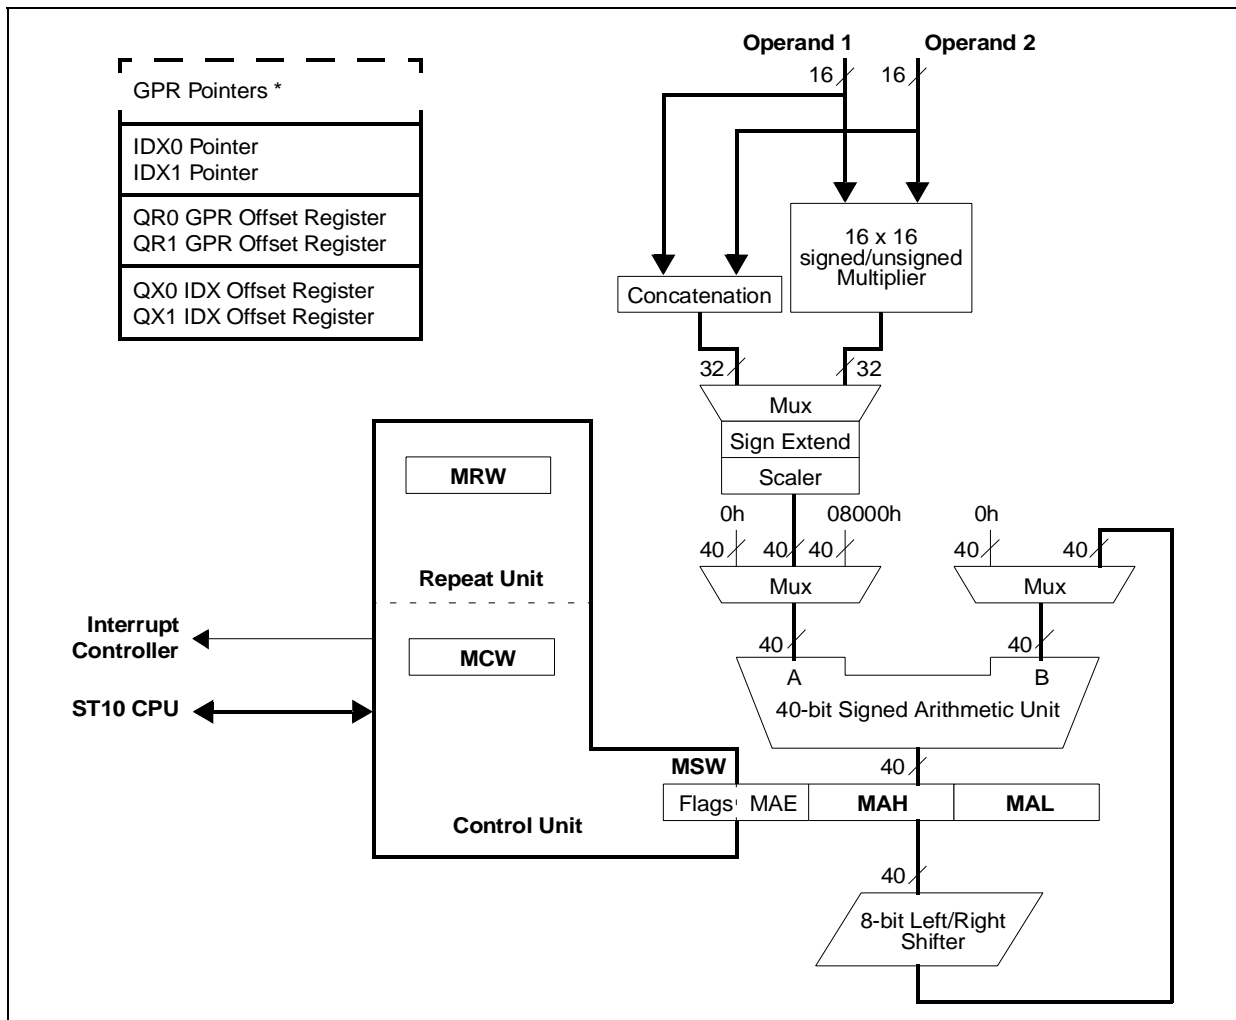 Operand 1
Operand 2
16
16
GPR Pointers *
IDX0 Pointer
IDX1 Pointer
QR0 GPR Offset Register
QR1 GPR Offset Register
QX0 IDX Offset Register
QX1 IDX Offset Register
16 x 16
signed/unsigned
Multiplier
Concatenation
32
32
Mux
Sign Extend
Scaler
MRW
0h
08000h
0h
40
40
40
40
40
Mux
Mux
Repeat Unit
Interrupt
Controller
MCW
40
40
A
B
40-bit Signed Arithmetic Unit
ST10 CPU
MSW
40
Flags
MAE
MAH
MAL
Control Unit
40
8-bit Left/Right
Shifter